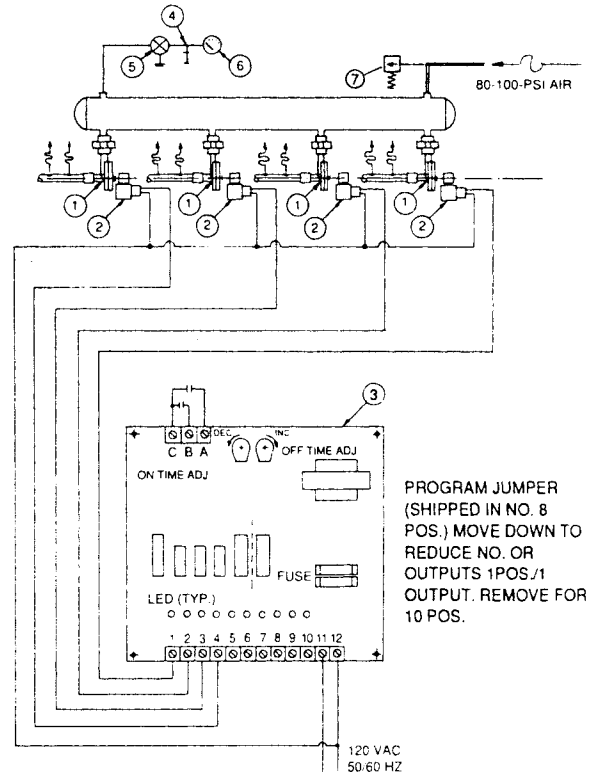 4
5
6
7
80-100-PSI AIR
1
1
1
1
2
2
2
2
3
DEC
INC
C B A
OFF TIME ADJ
ON TIME ADJ
PROGRAM JUMPER
(SHIPPED IN NO. 8
POS.) MOVE DOWN TO
REDUCE NO. OR
OUTPUTS 1POS./1
OUTPUT. REMOVE FOR
10 POS.
FUSE
LED (TYP.)
1 2 3 4 5 6 7 8 9 10 11 12
120 VAC
50/60 HZ